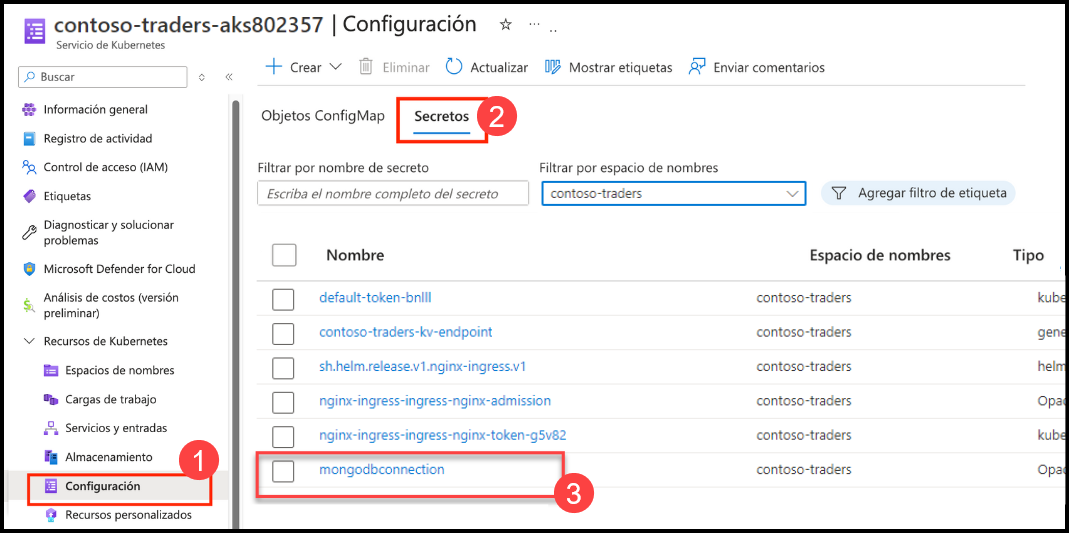 contoso-traders-aks802357 | Configuración
Servicio de Kubernetes
Buscar
Crear
Eliminar
Actualizar
Mostrar etiquetas
Enviar comentarios
Información general
Registro de actividad
Control de acceso (IAM)
Etiquetas
Diagnosticar y solucionar
problemas
Microsoft Defender for Cloud
Análisis de costos (versión
preliminar)
Recursos de Kubernetes
Espacios de nombres
Cargas de trabajo
Servicios y entradas
Almacenamiento
1
Configuración
Recursos personalizados
Objetos ConfigMap
Secretos
2
Filtrar por nombre de secreto
Escriba el nombre completo del secreto
Filtrar por espacio de nombres
contoso-traders
Agregar filtro de etiqueta
Nombre Espacio de nombres Tipo
default-token-bnlll contoso-traders kube
contoso-traders-kv-endpoint contoso-traders gene
sh.helm.release.v1.nginx-ingress.v1 contoso-traders helm
nginx-ingress-ingress-nginx-admission contoso-traders Opac
nginx-ingress-ingress-nginx-token-g5v82 contoso-traders kube
mongodbconnection contoso-traders Opac
3